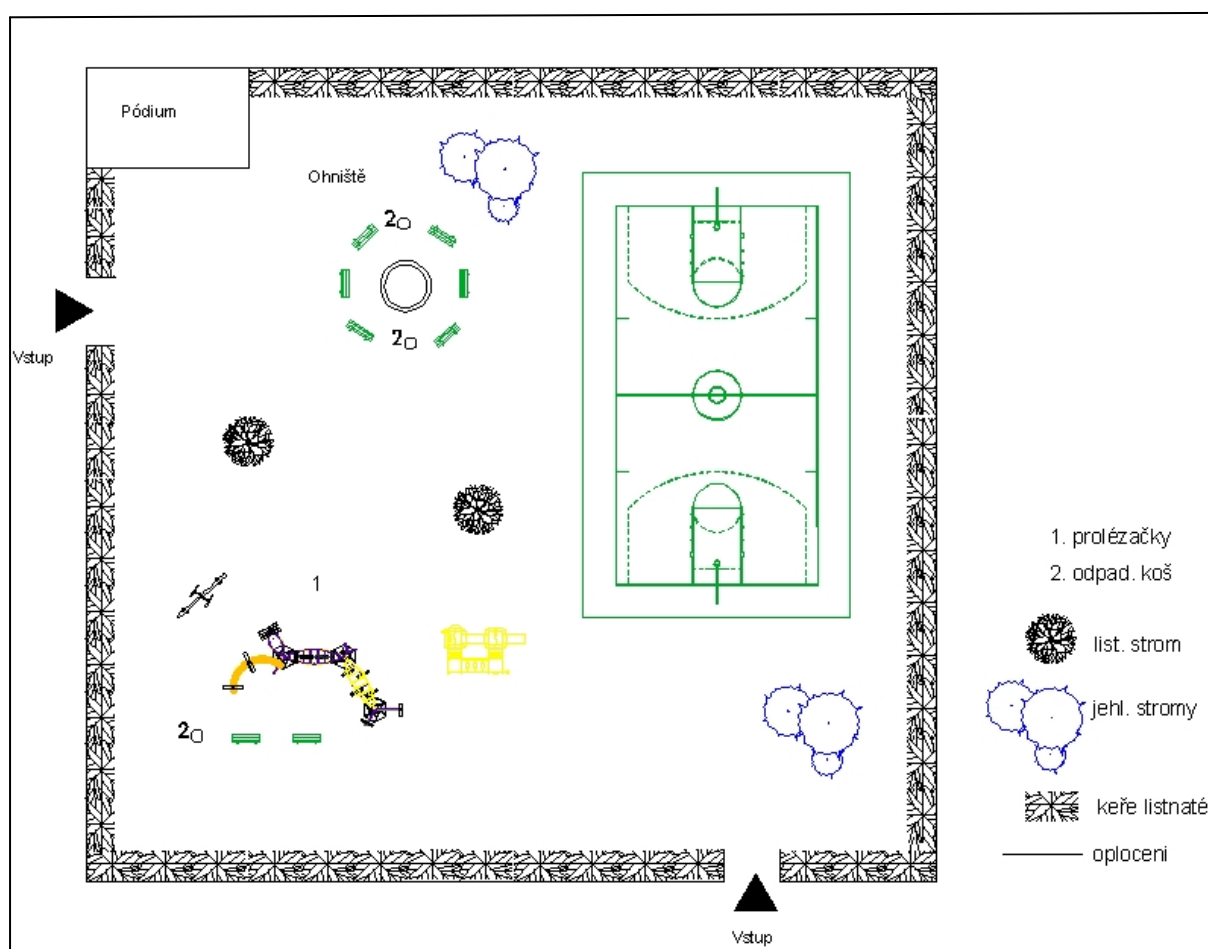 Pódium
Ohniště
2
2
Vstup
1
2
1. prolézačky
2. odpad. koš
list. strom
jehl. stromy
keře listnaté
oploceni
Vstup